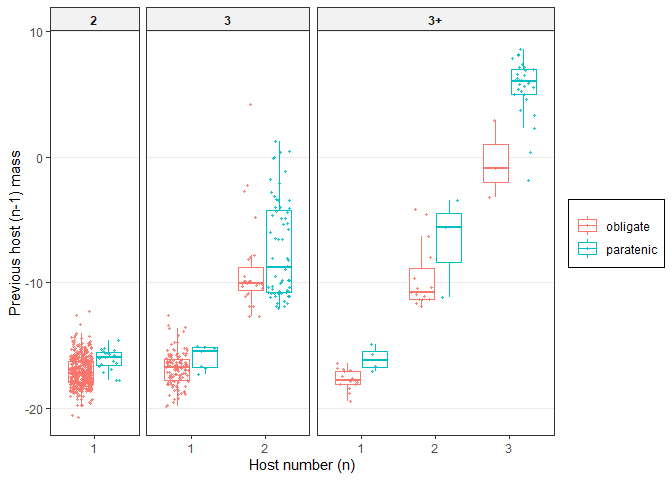 2 3 3+
10
0
-10
-20
Previous host (n-1) mass
1 1 2 1 2 3
Host number (n)
obligate
paratenic